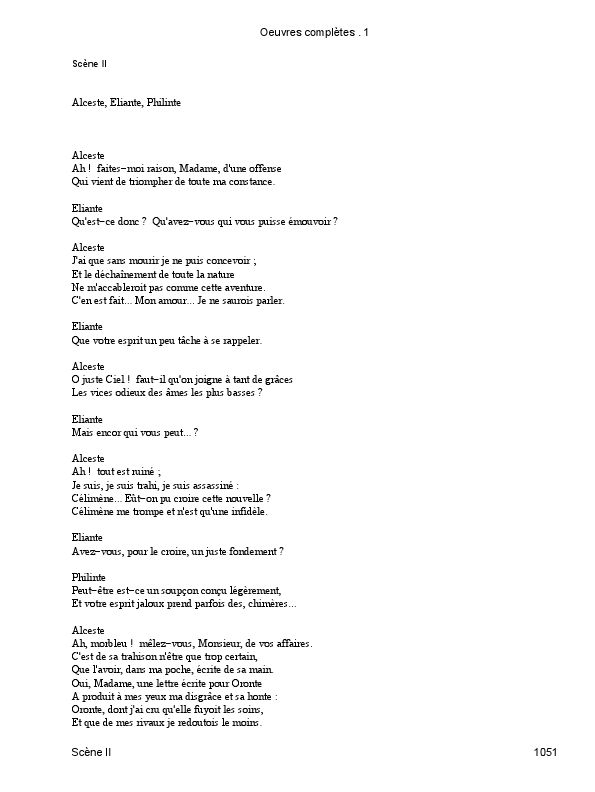 Oeuvres complètes . 1
Scène II
Alceste, Eliante, Philinte
Alceste
Ah !  faites−moi raison, Madame, d'une offense
Qui vient de triompher de toute ma constance.
Eliante
Qu'est−ce donc ?  Qu'avez−vous qui vous puisse émouvoir ?
Alceste
J'ai que sans mourir je ne puis concevoir ;
Et le déchaînement de toute la nature
Ne m'accableroit pas comme cette aventure.
C'en est fait... Mon amour... Je ne saurois parler.
Eliante
Que votre esprit un peu tâche à se rappeler.
Alceste
O juste Ciel !  faut−il qu'on joigne à tant de grâces
Les vices odieux des âmes les plus basses ?
Eliante
Mais encor qui vous peut... ?
Alceste
Ah !  tout est ruiné ;
Je suis, je suis trahi, je suis assassiné :
Célimène... Eût−on pu croire cette nouvelle ?
Célimène me trompe et n'est qu'une infidèle.
Eliante
Avez−vous, pour le croire, un juste fondement ?
Philinte
Peut−être est−ce un soupçon conçu légèrement,
Et votre esprit jaloux prend parfois des, chimères...
Alceste
Ah, morbleu !  mêlez−vous, Monsieur, de vos affaires.
C'est de sa trahison n'être que trop certain,
Que l'avoir, dans ma poche, écrite de sa main.
Oui, Madame, une lettre écrite pour Oronte
A produit à mes yeux ma disgrâce et sa honte :
Oronte, dont j'ai cru qu'elle fuyoit les soins,
Et que de mes rivaux je redoutois le moins.
Scène II
1051